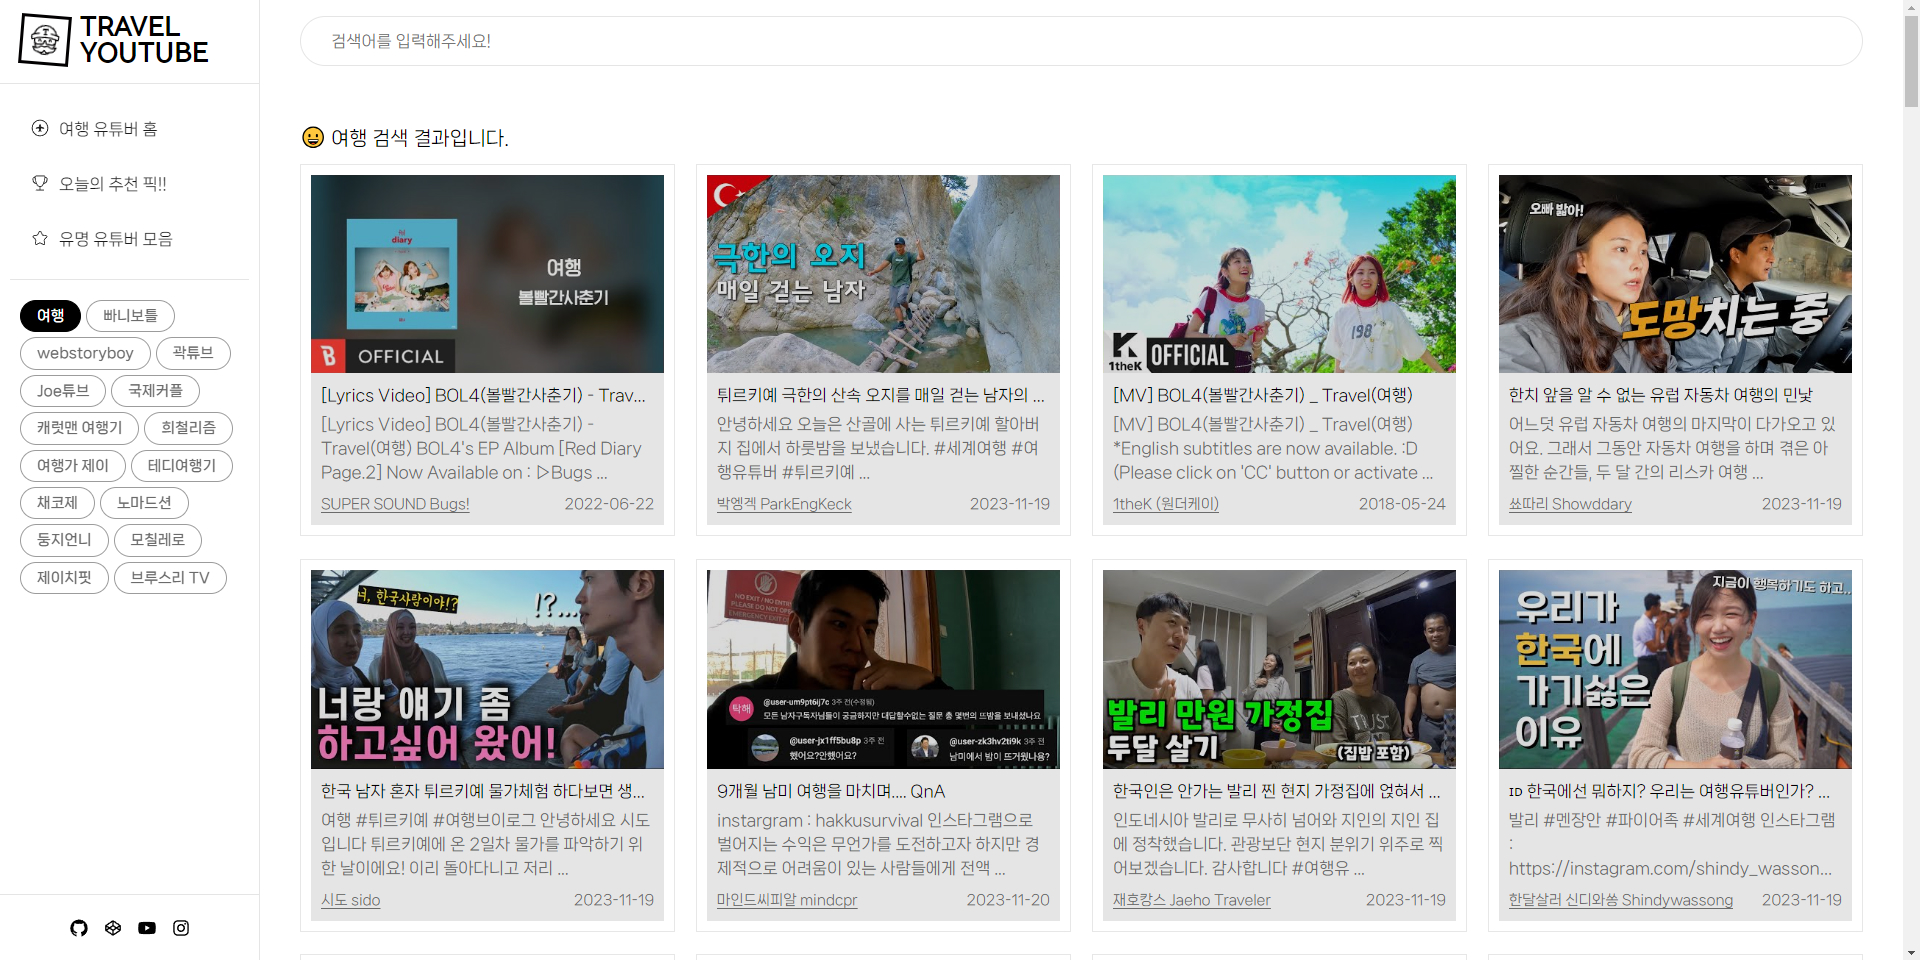 TRAVEL
YOUTUBE
여행 유튜버 홈
오늘의 추천 픽!!
유명 유튜버 모음
여행
빠니보틀
webstoryboy
곽튜브
Joe튜브
국제커플
캐럿맨 여행기
희철리즘
여행가 제이
테디여행기
채코제
노마드션
둥지언니
모칠레로
제이치핏
브루스리 TV
검색어를 입력해주세요!
😀 여행 검색 결과입니다.
diary
여행
볼빨간사춘기
OFFICIAL
[Lyrics Video] BOL4(볼빨간사춘기) - Trav...
[Lyrics Video] BOL4(볼빨간사춘기) -
Travel(여행) BOL4's EP Album [Red Diary
Page.2] Now Available on : ▷Bugs ...
SUPER SOUND Bugs!
2022-06-22
극한의 오지
매일 걷는 남자
튀르키예 극한의 산속 오지를 매일 걷는 남자의 ...
안녕하세요 오늘은 산골에 사는 튀르키예 할아버
지 집에서 하룻밤을 보냈습니다. #세계여행 #여
행유튜버 #튀르키예 ...
박엥겍 ParkEngKeck
2023-11-19
198
1theK
OFFICIAL
[MV] BOL4(볼빨간사춘기) _ Travel(여행)
[MV] BOL4(볼빨간사춘기) _ Travel(여행)
*English subtitles are now available. :D
(Please click on 'CC' button or activate ...
1theK (원더케이)
2018-05-24
오빠 밟아!
도망치는 중
한치 앞을 알 수 없는 유럽 자동차 여행의 민낯
어느덧 유럽 자동차 여행의 마지막이 다가오고 있
어요. 그래서 그동안 자동차 여행을 하며 겪은 아
찔한 순간들, 두 달 간의 리스카 여행 ...
쑈따리 Showddary
2023-11-19
너, 한국사람이야!?
!?...
너랑 얘기 좀
하고싶어 왔어!
한국 남자 혼자 튀르키예 물가체험 하다보면 생...
여행 #튀르키예 #여행브이로그 안녕하세요 시도
입니다 튀르키예에 온 2일차 물가를 파악하기 위
한 날이에요! 이리 돌아다니고 저리 ...
시도 sido
2023-11-19
NO EXIT / NO ENTR
PLEASE DO NOT OPE
EMERGENCY EXIT O
탁해
@user-um9pt6ij7c 3주 전(수정됨)
모든 남자구독자님들이 궁금하지만 대답할수없는 질문 총 몇번의 뜨밤을 보내셨나요
@user-jx1ff5bu8p 3주 전
했어요?안했어요?
@user-zk3hv2ti9k 3주 전
남미에서 밤이 뜨거웠나용?
9개월 남미 여행을 마치며.... QnA
instargram : hakkusurvival 인스타그램으로
벌어지는 수익은 무언가를 도전하고자 하지만 경
제적으로 어려움이 있는 사람들에게 전액 ...
마인드씨피알 mindcpr
2023-11-20
발리 만원 가정집
두달 살기
(집밥 포함)
한국인은 안가는 발리 찐 현지 가정집에 얹혀서 ...
인도네시아 발리로 무사히 넘어와 지인의 지인 집
에 정착했습니다. 관광보단 현지 분위기 위주로 찍
어보겠습니다. 감사합니다 #여행유 ...
재호캉스 Jaeho Traveler
2023-11-19
지금이 행복하기도 하고..
우리가
한국에
가기싫은
이유
ID 한국에선 뭐하지? 우리는 여행유튜버인가? ...
발리 #멘장안 #파이어족 #세계여행 인스타그램
:
https://instagram.com/shindy_wasson...
한달살러 신디와쏭 Shindywassong
2023-11-19